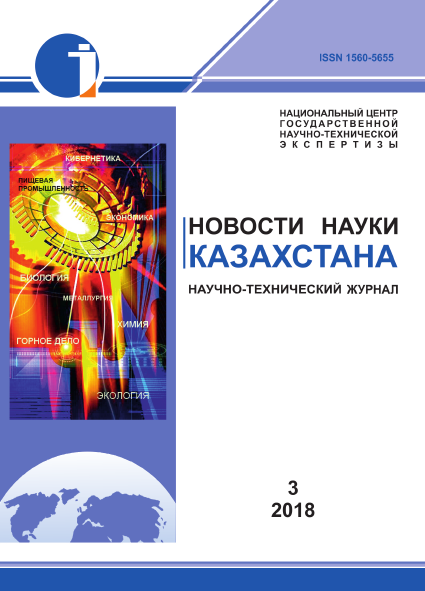 ISSN 1560-5655
НАЦИОНАЛЬНЫЙ ЦЕНТР
ГОСУДАРСТВЕННОЙ
НАУЧНО-ТЕХНИЧЕСКОЙ
ЭКСПЕРТИЗЫ
КИБЕРНЕТИКА
ПИЩЕВАЯ
ПРОМЫШЛЕННОСТЬ
ЭКОНОМИКА
БИОЛОГИЯ
МЕТАЛЛУРГИЯ
ХИМИЯ
ГОРНОЕ ДЕЛО
ЭКОЛОГИЯ
НОВОСТИ НАУКИ
КАЗАХСТАНА
НАУЧНО-ТЕХНИЧЕСКИЙ ЖУРНАЛ
3
2018